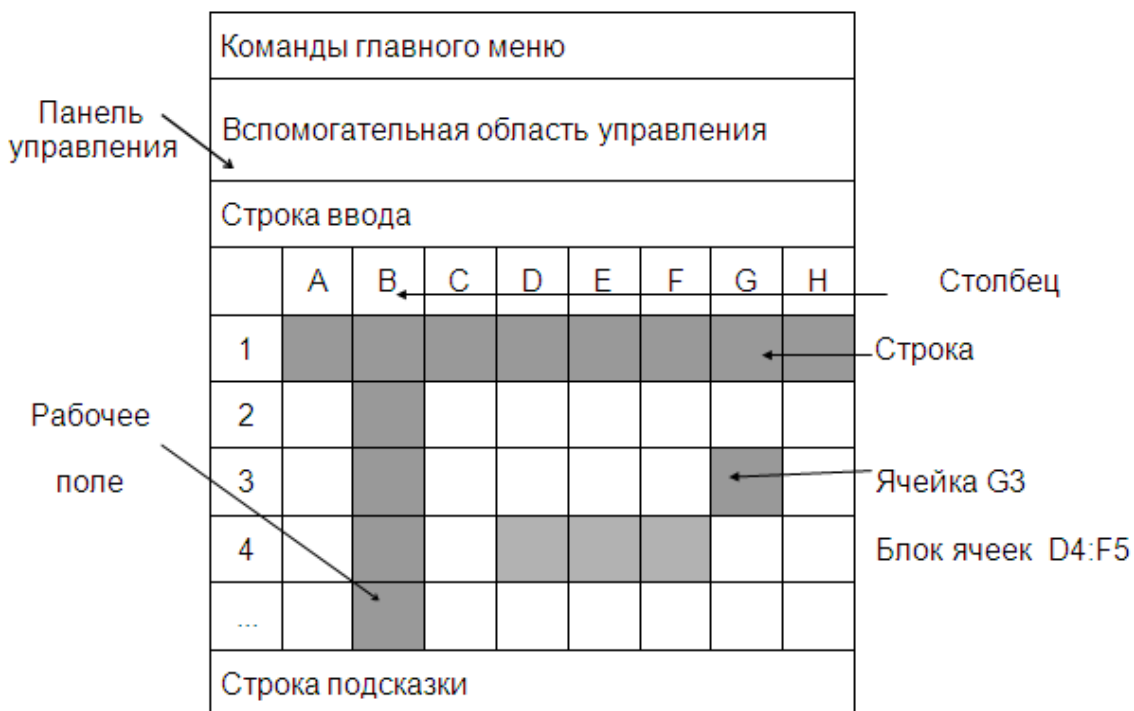 Команды главного меню
Панель
управления
Вспомогательная область управления
Строка ввода
A B C D E F G H
Столбец
1
Строка
2
Рабочее
поле
3
Ячейка G3
4
Блок ячеек D4:F5
...
Строка подсказки